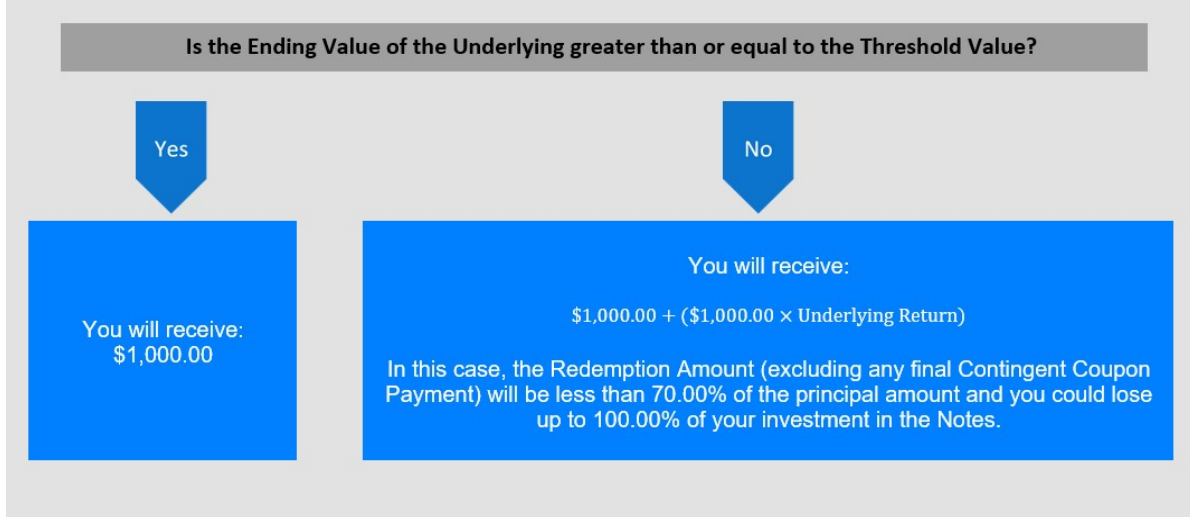 Is the Ending Value of the Underlying greater than or equal to the Threshold Value?
Yes
No
You will receive:
$1,000.00
You will receive:
$1,000.00 + ($1,000.00 × Underlying Return)
In this case, the Redemption Amount (excluding any final Contingent Coupon
Payment) will be less than 70.00% of the principal amount and you could lose
up to 100.00% of your investment in the Notes.